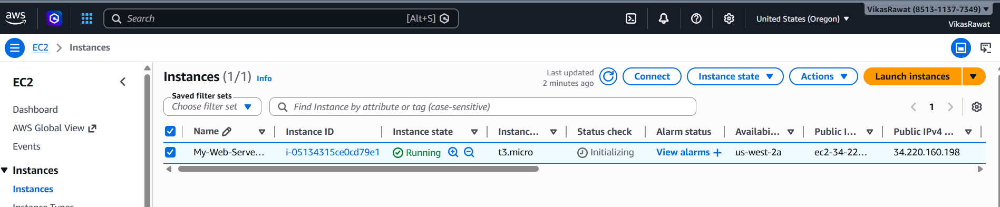 aws
Search [Alt+S]
United States (Oregon)
VikasRawat (8513-1137-7349)
VikasRawat
EC2 Instances
EC2
Dashboard
AWS Global View
Events
Instances
Instances
Instance Types
Instances (1/1) Info
Last updated
2 minutes ago
Connect
Instance state
Actions
Launch instances
Saved filter sets
Choose filter set
Find Instance by attribute or tag (case-sensitive)
1
Name Instance ID Instance state Instanc... Status check Alarm status Availabi... Public I... Public IPv4 ...
My-Web-Serve... i-05134315ce0cd79e1 Running t3.micro Initializing View alarms + us-west-2a ec2-34-22... 34.220.160.198